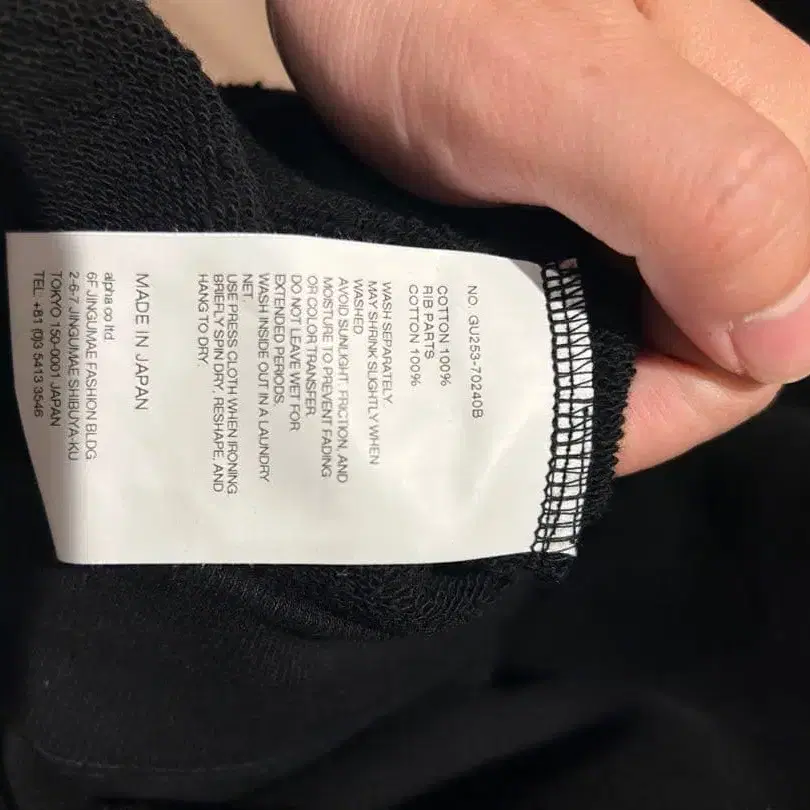 NO. GU253-70240B
COTTON 100%
RIB PARTS
COTTON 100%
WASH SEPARATELY.
MAY SHRINK SLIGHTLY WHEN
WASHED.
AVOID SUNLIGHT, FRICTION, AND
MOISTURE TO PREVENT FADING
OR COLOR TRANSFER.
DO NOT LEAVE WET FOR
EXTENDED PERIODS.
WASH INSIDE OUT IN A LAUNDRY
NET.
USE PRESS CLOTH WHEN IRONING.
BRIEFLY SPIN DRY, RESHAPE, AND
HANG TO DRY.
MADE IN JAPAN
alpha co ltd.
6F JINGUMAE FASHION BLDG
2-6-7 JINGUMAE SHIBUYA-KU
TOKYO 150-0001 JAPAN
TEL: +81 (0)3 5413 3546